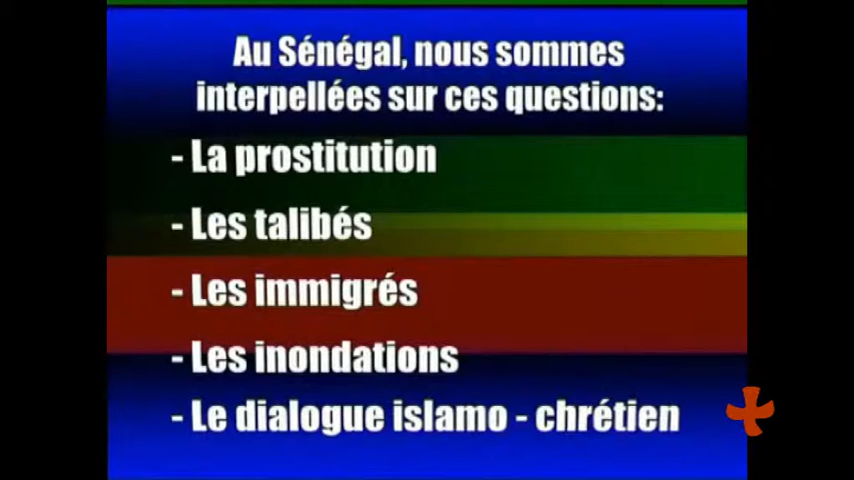 Au Sénégal, nous sommes
interpellées sur ces questions:
- La prostitution
- Les talibés
- Les immigrés
- Les inondations
- Le dialogue islamo - chrétien